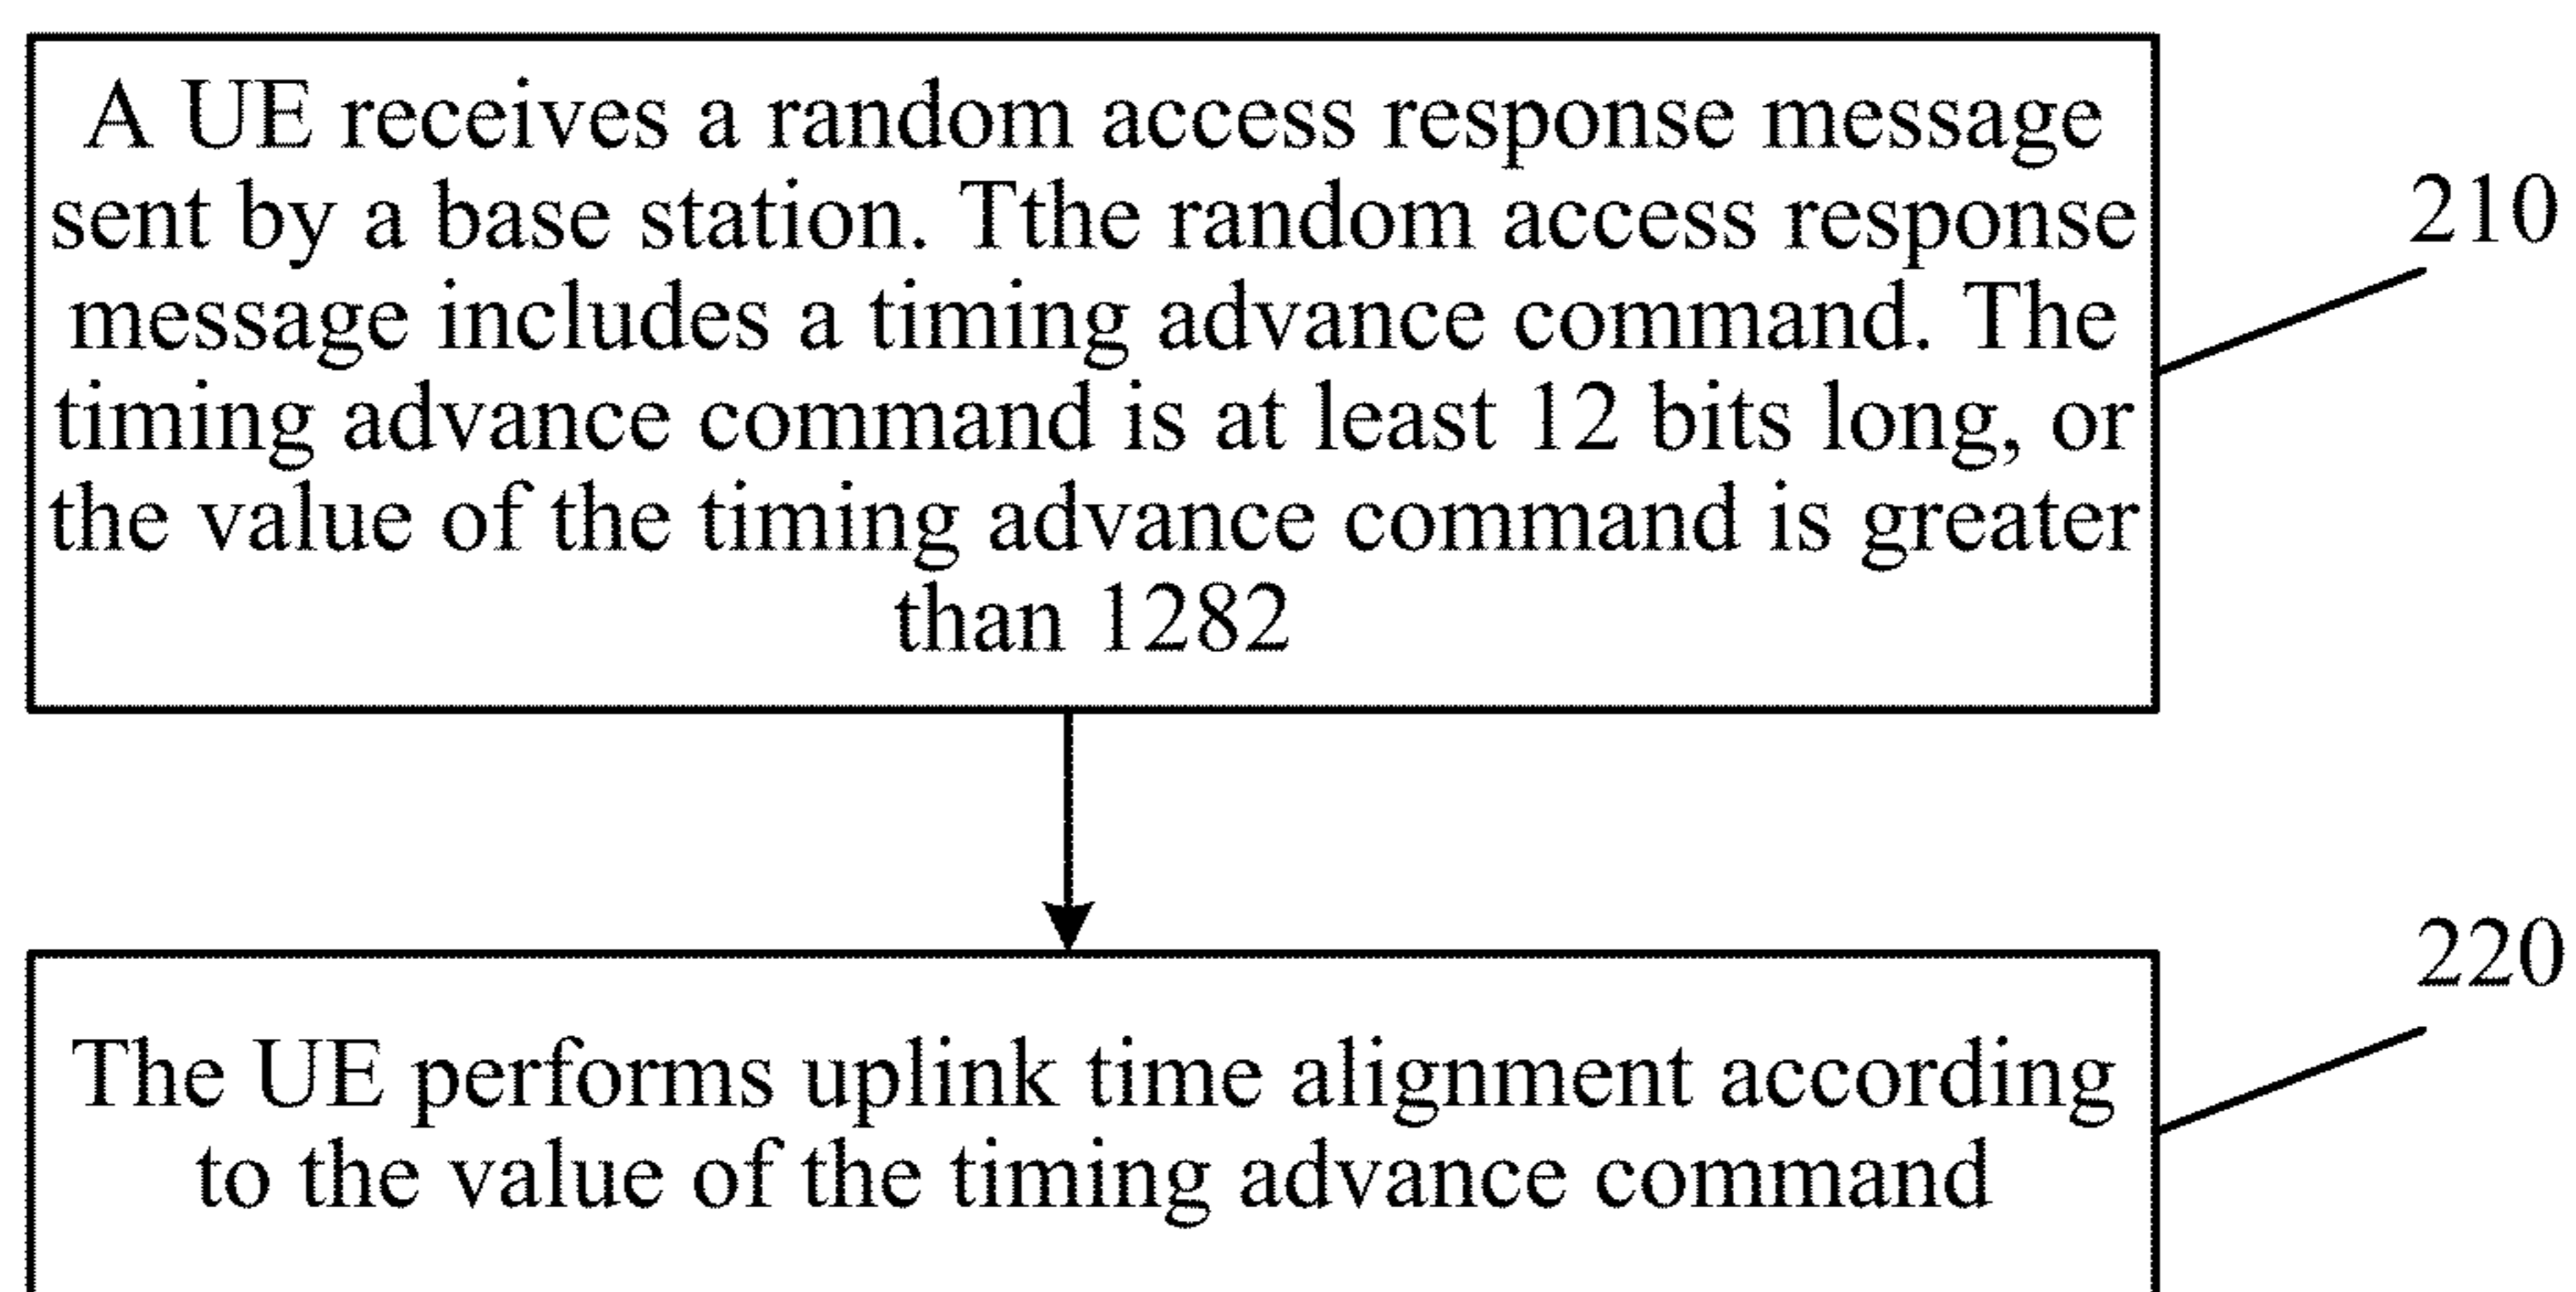 A UE receives a random access response message
sent by a base station. Tthe random access response
message includes a timing advance command. The
timing advance command is at least 12 bits long, or
the value of the timing advance command is greater
than 1282
210
The UE performs uplink time alignment according
to the value of the timing advance command
220